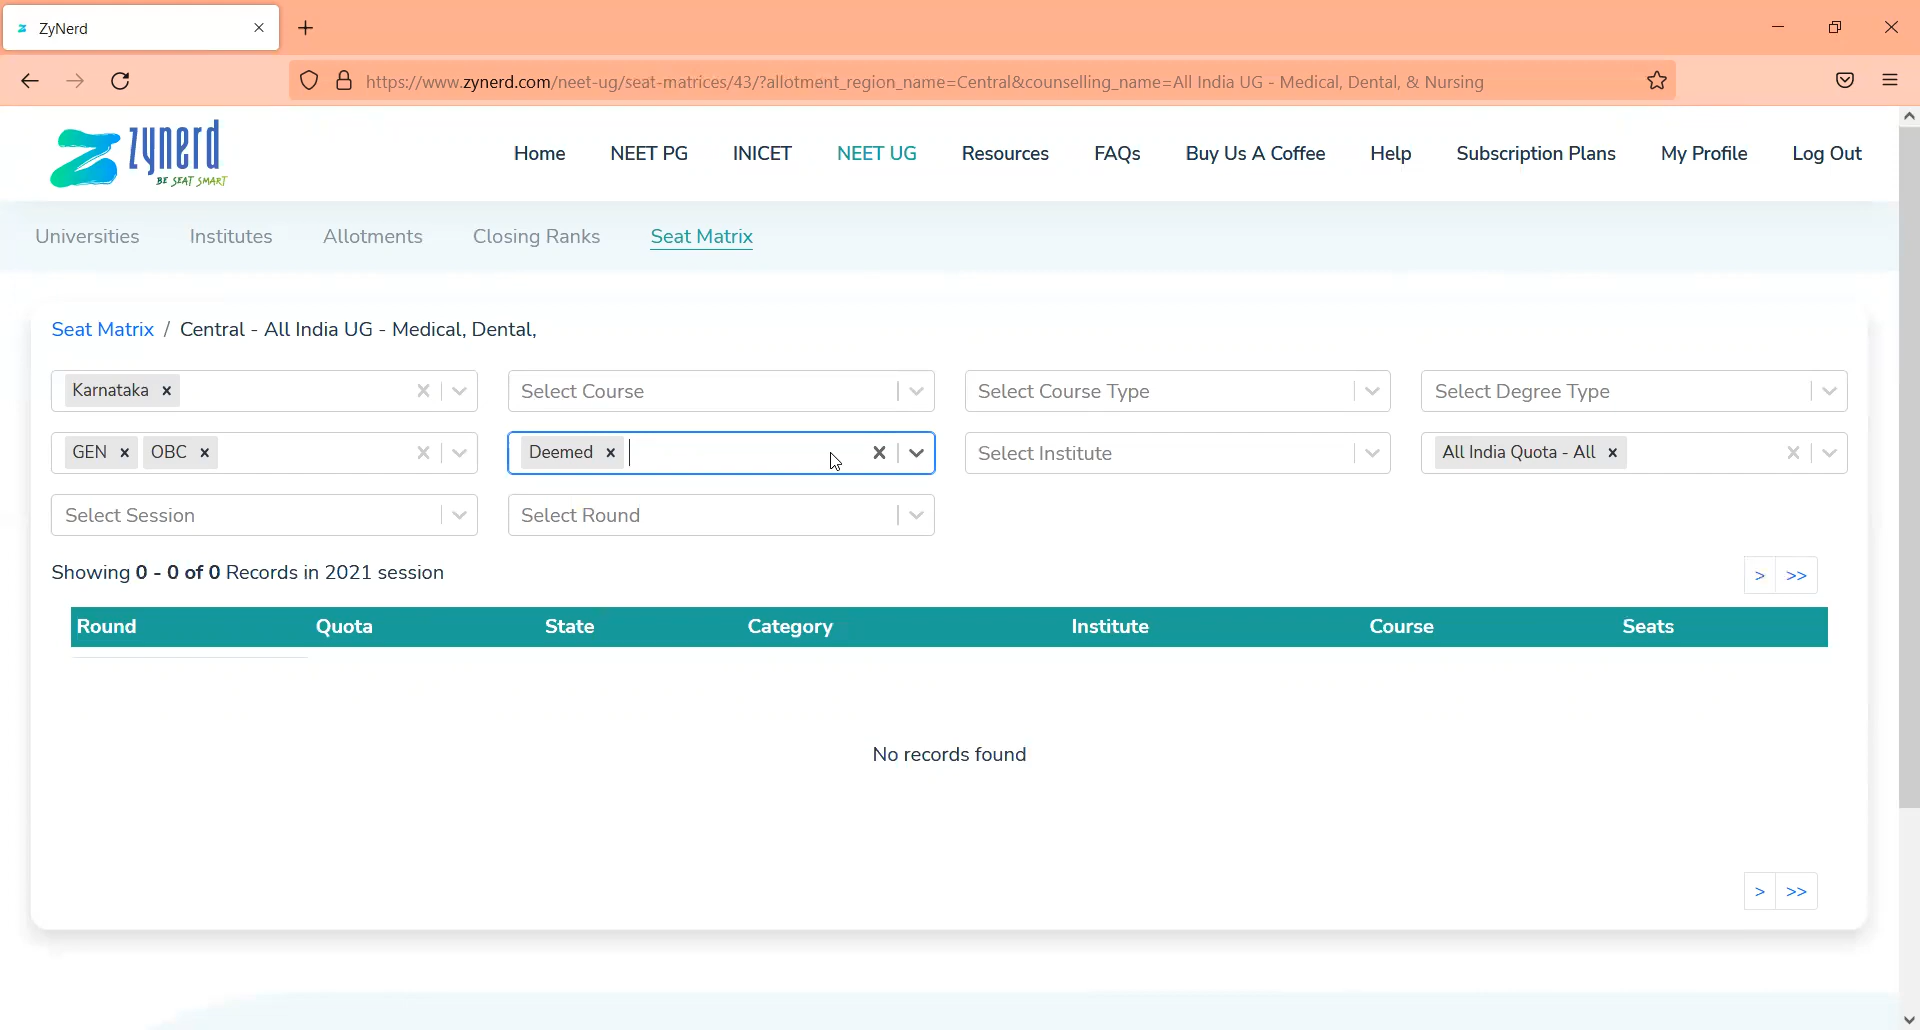 ZyNerd
https://www.zynerd.com/neet-ug/seat-matrices/43/?allotment_region_name=Central&counselling_name=All India UG - Medical, Dental, & Nursing
zynerd
BE SEAT SMART
Home NEET PG INICET NEET UG Resources FAQs Buy Us A Coffee Help Subscription Plans My Profile Log Out
Universities Institutes Allotments Closing Ranks Seat Matrix
Seat Matrix / Central - All India UG - Medical, Dental,
Karnataka Select Course Select Course Type Select Degree Type
GEN OBC Deemed Select Institute All India Quota - All
Select Session Select Round
Showing 0 - 0 of 0 Records in 2021 session > >>
Round Quota State Category Institute Course Seats
No records found
> >>